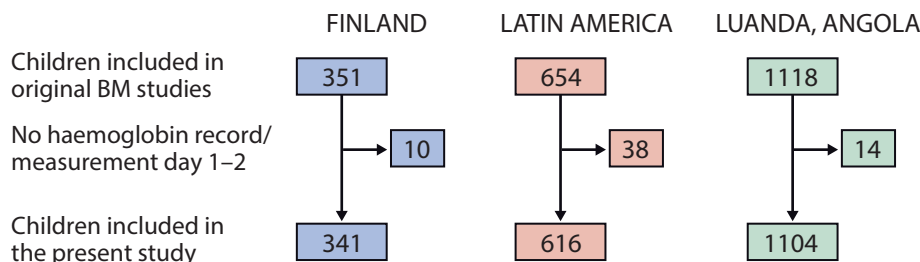 FINLAND LATIN AMERICA LUANDA, ANGOLA
Children included in
original BM studies
351 654 1118
No haemoglobin record/
measurement day 1–2
10 38 14
Children included in
the present study
341 616 1104